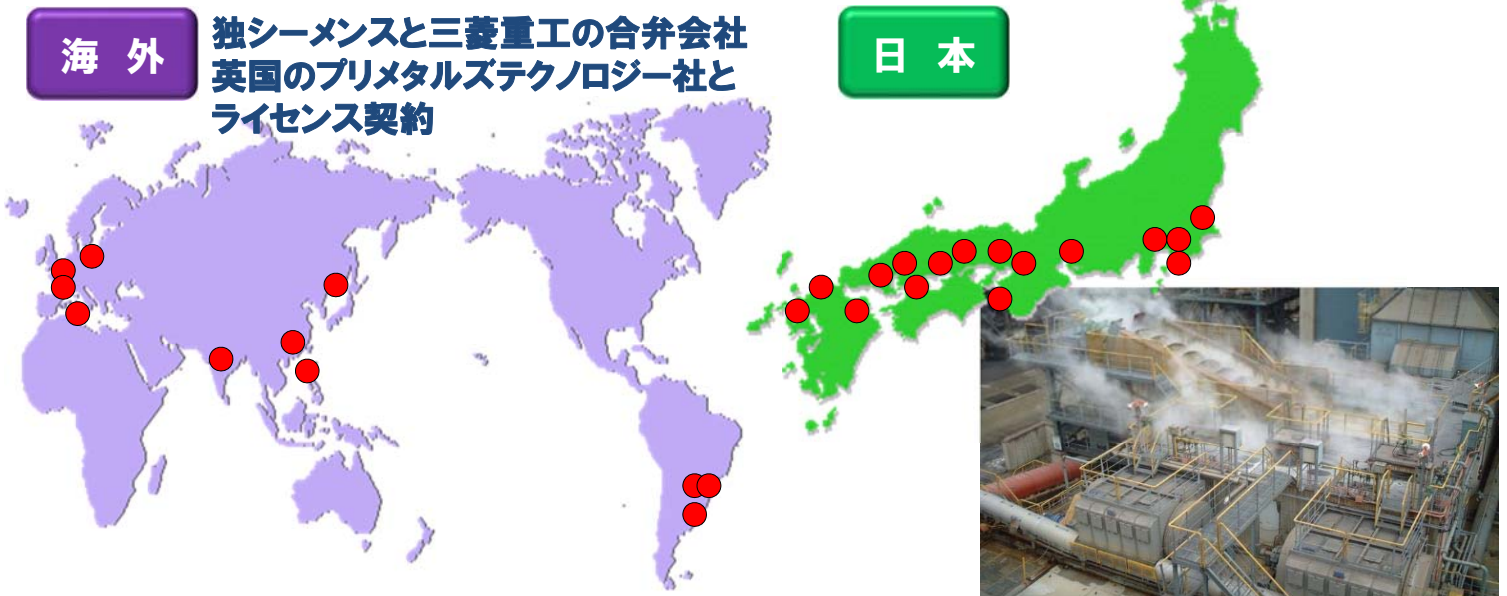 海外
独シーメンスと三菱重工の合弁会社
英国のプリメタルズテクノロジー社と
ライセンス契約
日本